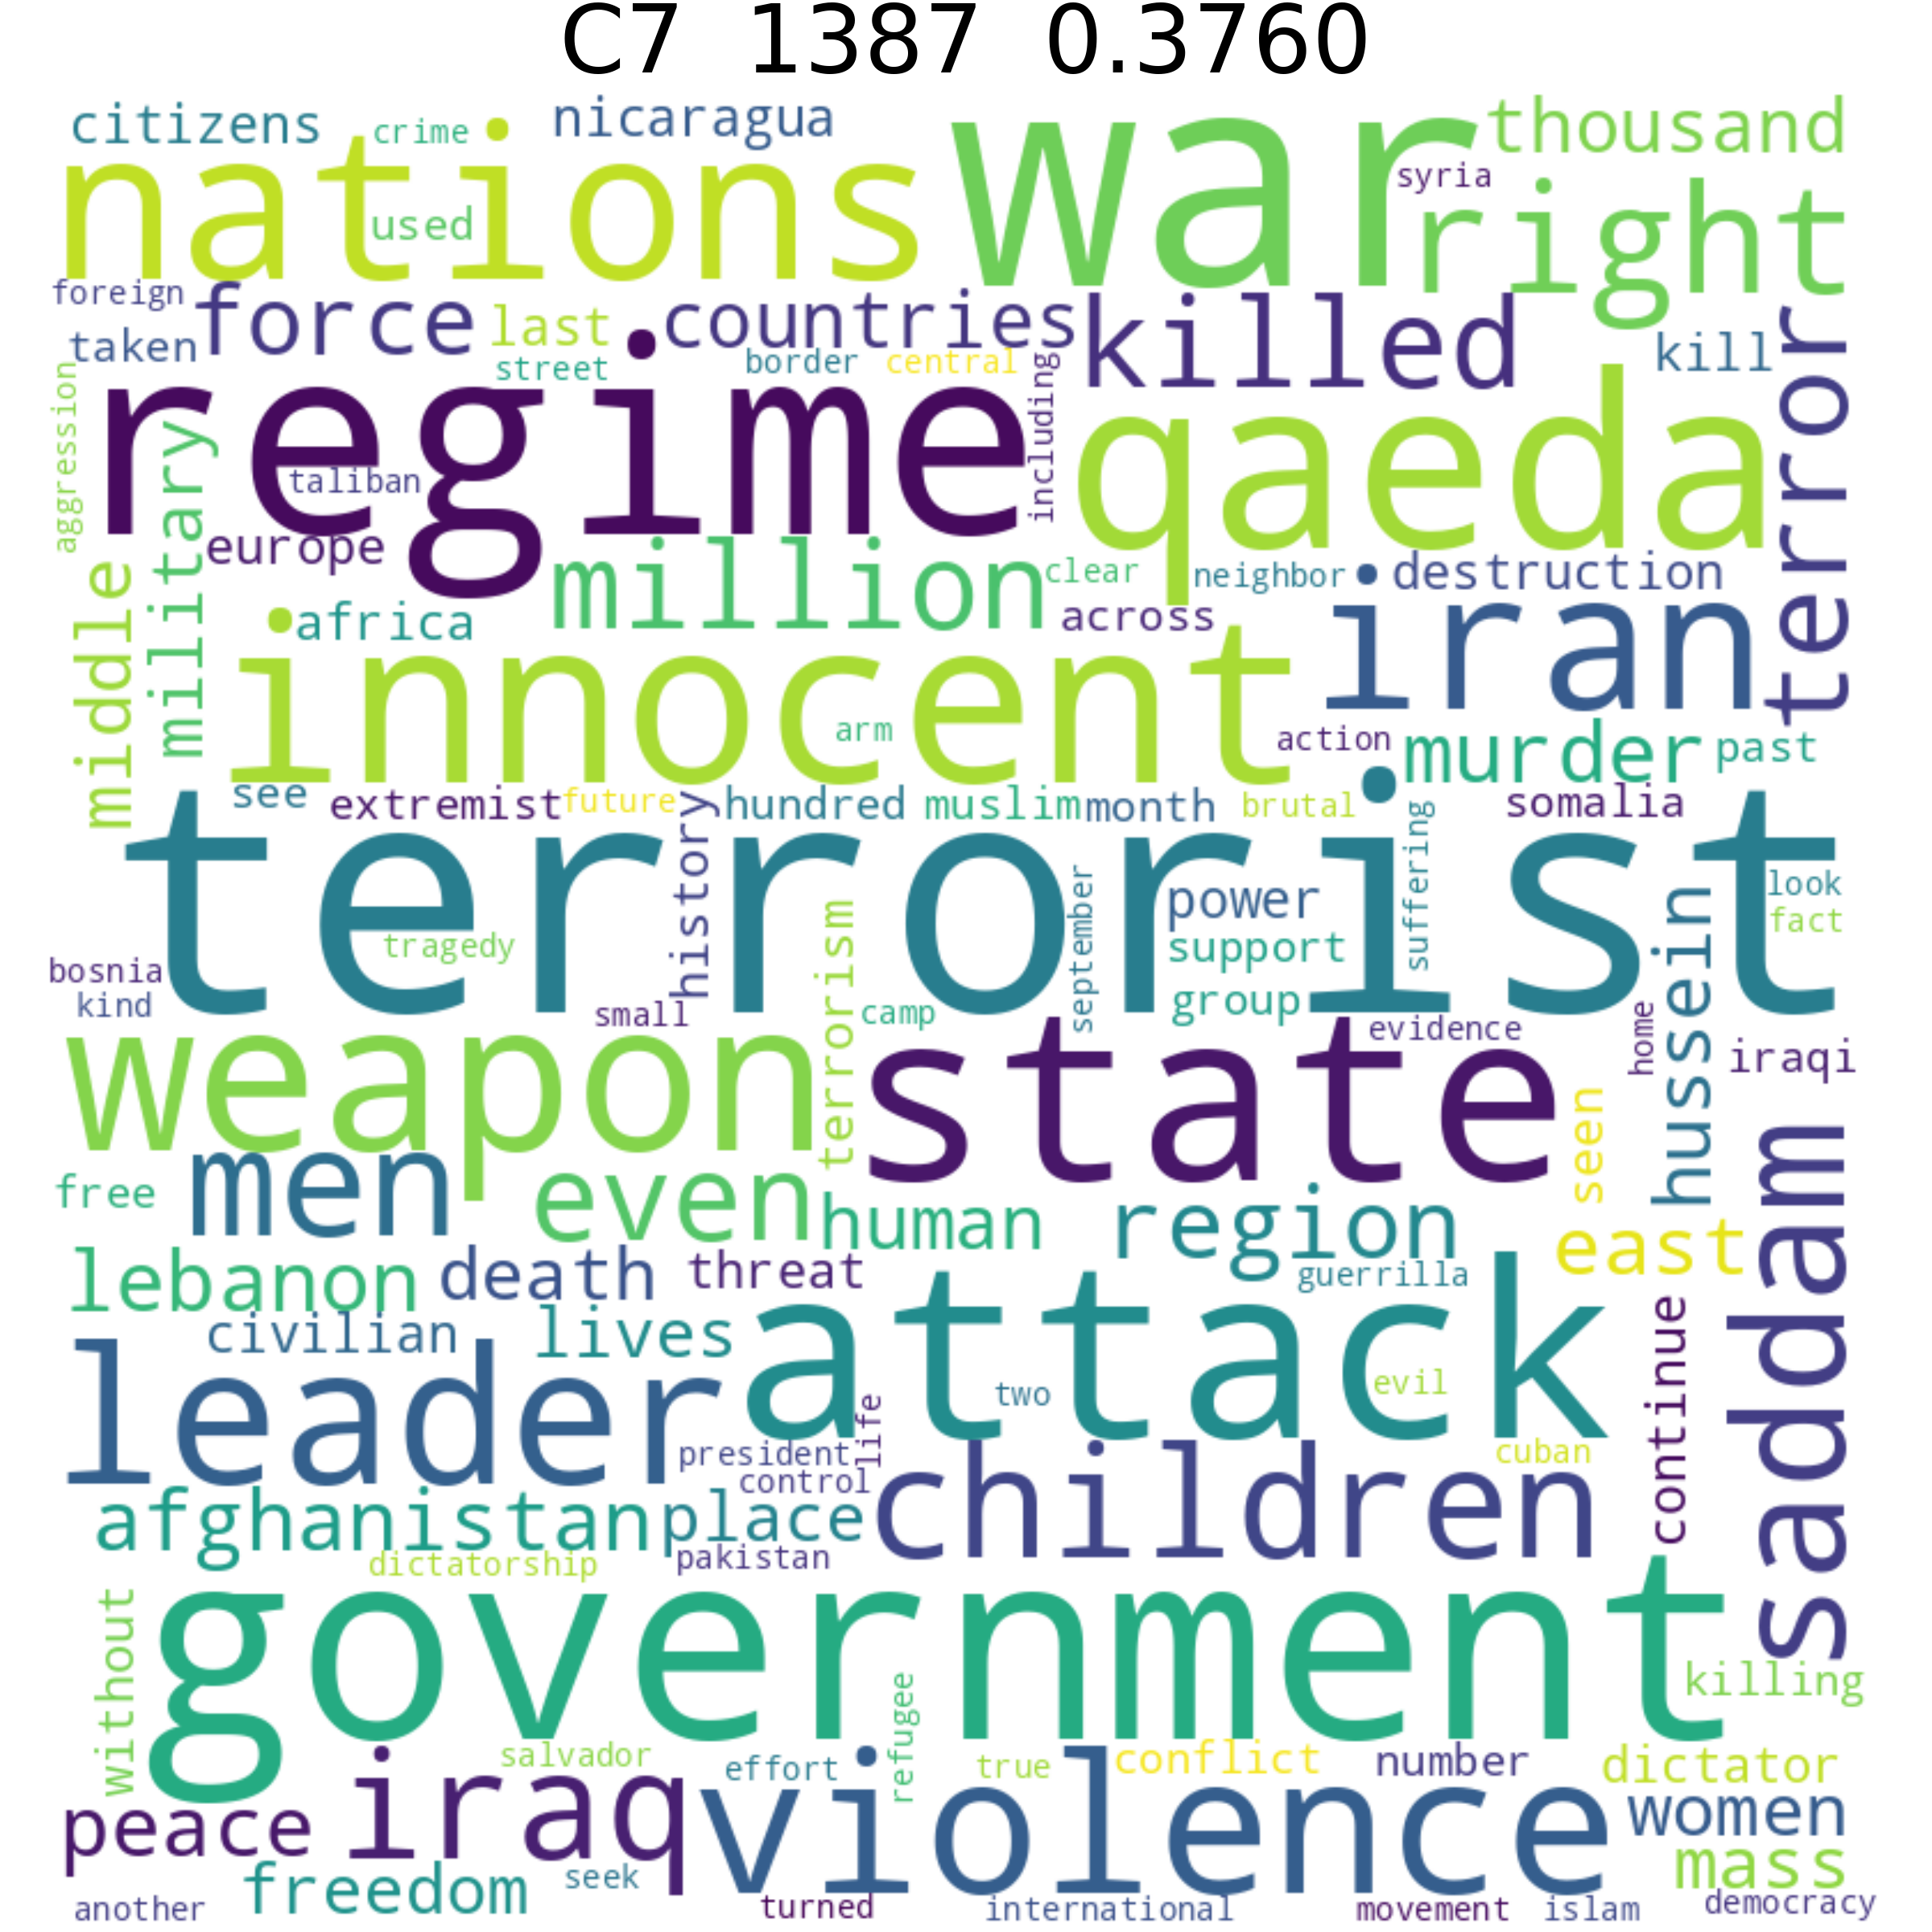 C7 1387 0.3760
citizens
crime
nicaragua
war
thousand
nations
used
syria
right
foreign
force
last
countries
killed
terror
taken
street
border
central
kill
aggression
regime
including
qaeda
military
taliban
europe
million
clear
neighbor
destruction
middle
africa
across
iran
innocent
arm
action
murder
past
see
extremist
future
history
hundred
muslim
month
brutal
suffering
somalia
terrorist
tragedy
september
power
support
group
hussein
look
fact
bosnia
kind
small
terrorism
camp
evidence
home
iraqi
weapon
state
seen
saddam
free
men
even
human
region
east
lebanon
death
threat
guerrilla
continue
civilian
lives
attack
leader
life
two
evil
president
control
children
cuban
afghanistan
place
dictatorship
pakistan
without
government
killing
refugee
salvador
effort
true
conflict
number
dictator
peace
iraq
violence
women
freedom
seek
mass
another
turned
international
movement
islam
democracy